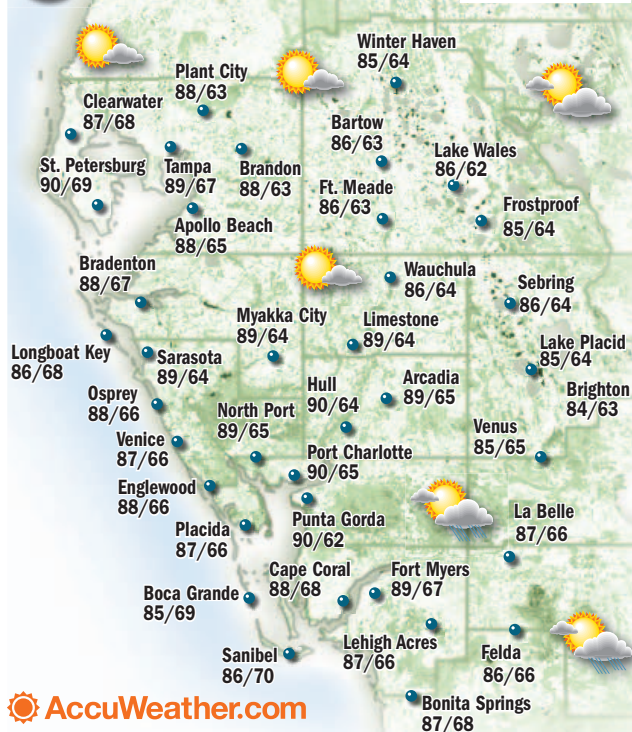 Winter Haven
85/64
Plant City
88/63
Clearwater
87/68
Bartow
86/63
Lake Wales
86/62
St. Petersburg
90/69
Tampa
89/67
Brandon
88/63
Ft. Meade
86/63
Frostproof
85/64
Apollo Beach
88/65
Bradenton
88/67
Wauchula
86/64
Sebring
86/64
Myakka City
89/64
Limestone
89/64
Longboat Key
86/68
Sarasota
89/64
Lake Placid
85/64
Brighton
84/63
Hull
90/64
Arcadia
89/65
Osprey
88/66
North Port
89/65
Venus
85/65
Venice
87/66
Port Charlotte
90/65
Englewood
88/66
Punta Gorda
90/62
La Belle
87/66
Placida
87/66
Cape Coral
88/68
Fort Myers
89/67
Boca Grande
85/69
Lehigh Acres
87/66
Felda
86/66
Sanibel
86/70
Bonita Springs
87/68
AccuWeather.com